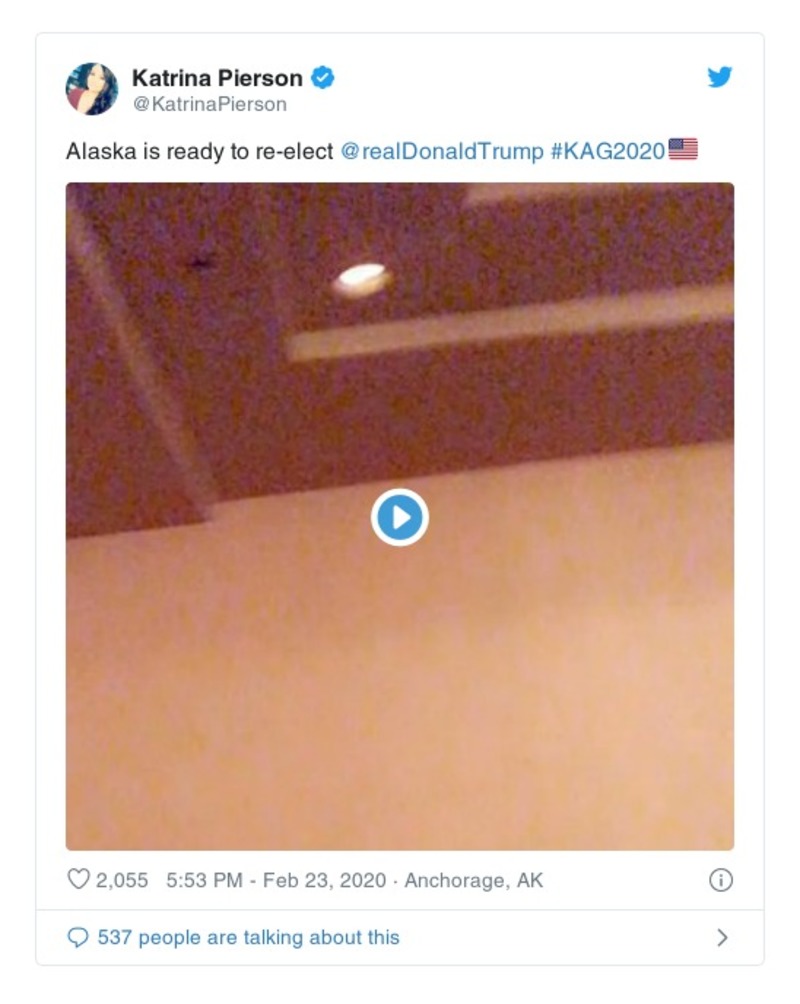 Katrina Pierson
@KatrinaPierson
Alaska is ready to re-elect @realDonaldTrump #KAG2020🇺🇸
2,055 5:53 PM - Feb 23, 2020 · Anchorage, AK
537 people are talking about this